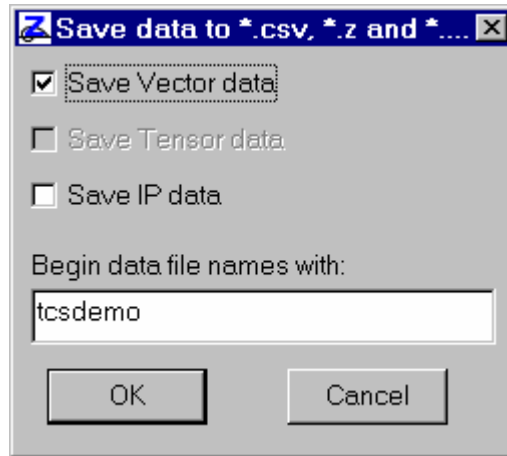 Save data to *.csv, *.z and *....
Save Vector data
Save Tensor data
Save IP data
Begin data file names with:
tcsdemo
OK Cancel